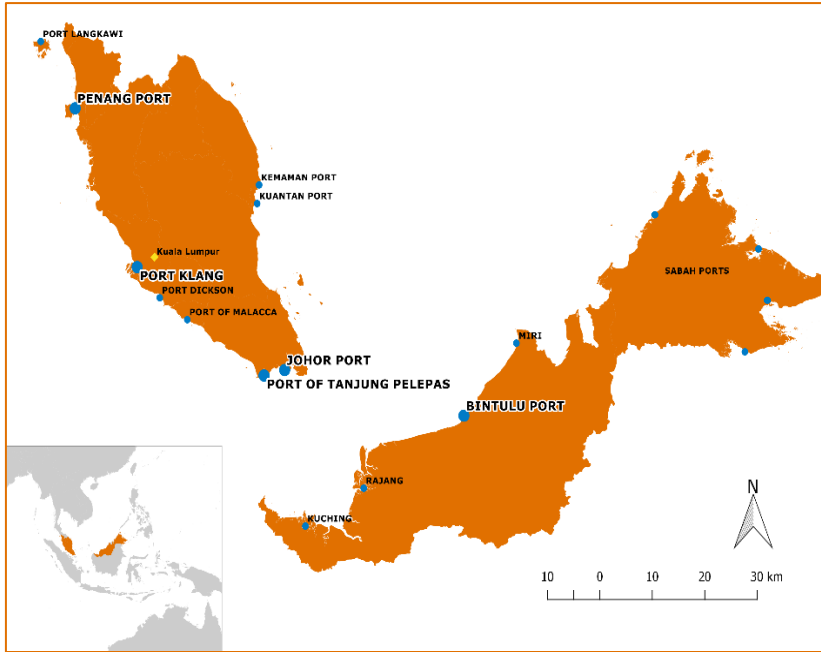 PORT LANGKAWI
PENANG PORT
KEMAMAN PORT
KUANTAN PORT
Kuala Lumpur
PORT KLANG
SABAH PORTS
PORT DICKSON
PORT OF MALACCA
MIRI
JOHOR PORT
PORT OF TANJUNG PELEPAS
BINTULU PORT
RAJANG
KUCHING
N
10 0 10 20 30 km